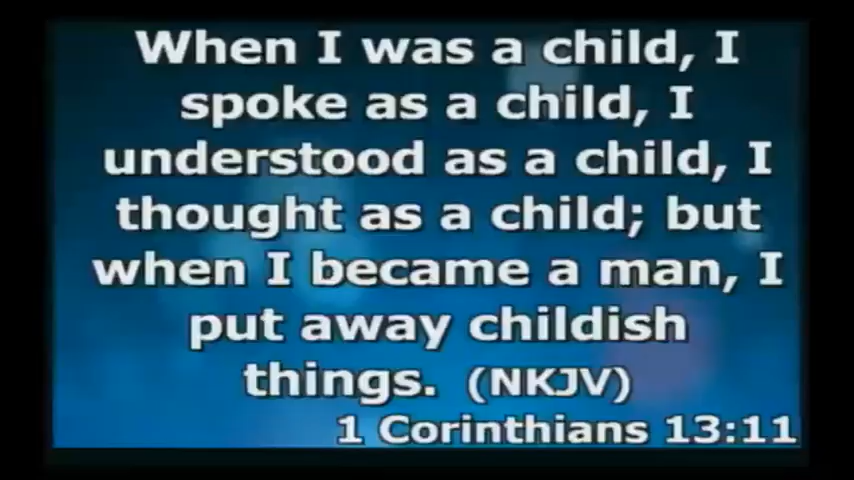 When I was a child, I
spoke as a child, I
understood as a child, I
thought as a child; but
when I became a man, I
put away childish
things. (NKJV)
1 Corinthians 13:11